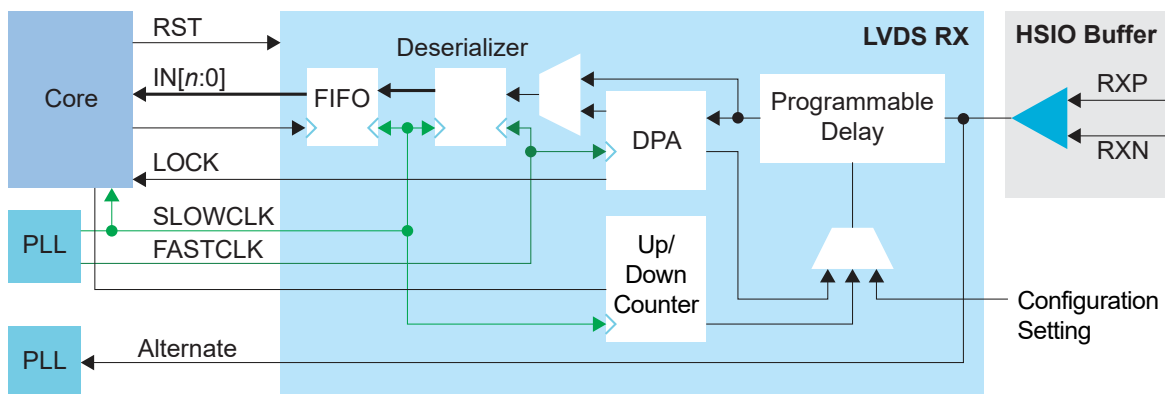 RST
LVDS RX
HSIO Buffer
Deserializer
IN[n:0]
Core
FIFO
Programmable
Delay
RXP
DPA
RXN
LOCK
SLOWCLK
PLL
FASTCLK
Up/
Down
Counter
Configuration
Setting
Alternate
PLL